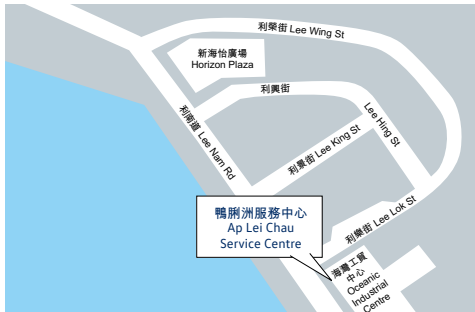 利榮街 Lee Wing St
新海怡廣場
Horizon Plaza
利興街
Lee Hing St
利南道 Lee Nam Rd
利景街 Lee King St
鴨脷洲服務中心
Ap Lei Chau
Service Centre
利樂街 Lee Lok St
海灣工貿
中心
Oceanic
Industrial
Centre